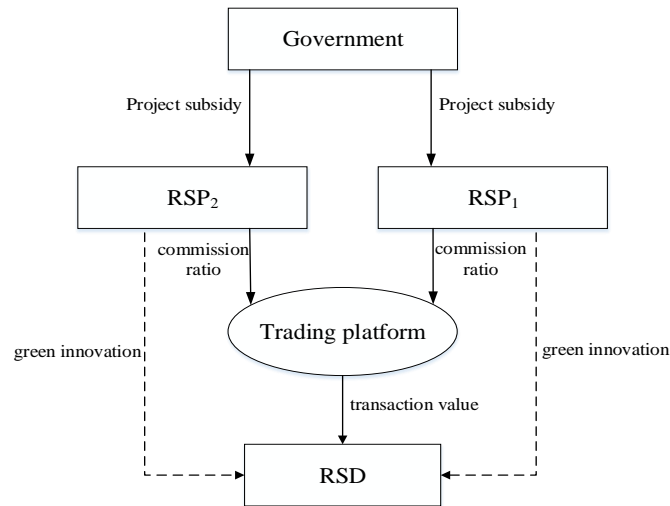 Government
Project subsidy
Project subsidy
RSP₂
RSP₁
commission
ratio
commission
ratio
Trading platform
green innovation
green innovation
transaction value
RSD